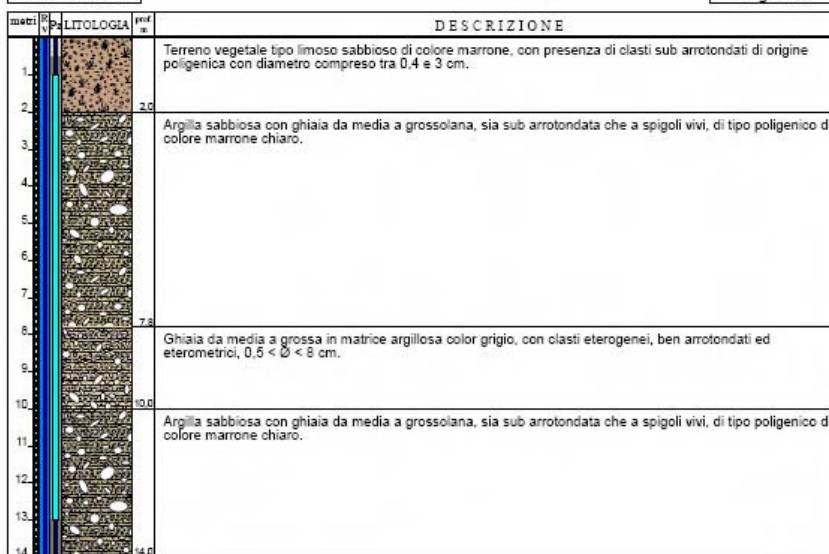 metri R v Pz LITOLOGIA prof. m DESCRIZIONE
Terreno vegetale tipo limoso sabbioso di colore marrone, con presenza di clasti sub arrotondati di origine
poligenica con diametro compreso tra 0,4 e 3 cm.
1
2,0
2
Argilla sabbiosa con ghiaia da media a grossolana, sia sub arrotondata che a spigoli vivi, di tipo poligenico d
colore marrone chiaro.
3
4
5
6
7
7,8
8
Ghiaia da media a grossa in matrice argillosa color grigio, con clasti eterogenei, ben arrotondati ed
eterometrici, 0,5 < Ø < 8 cm.
9
10
10,0
Argilla sabbiosa con ghiaia da media a grossolana, sia sub arrotondata che a spigoli vivi, di tipo poligenico d
colore marrone chiaro.
11
12
13
14
14,0